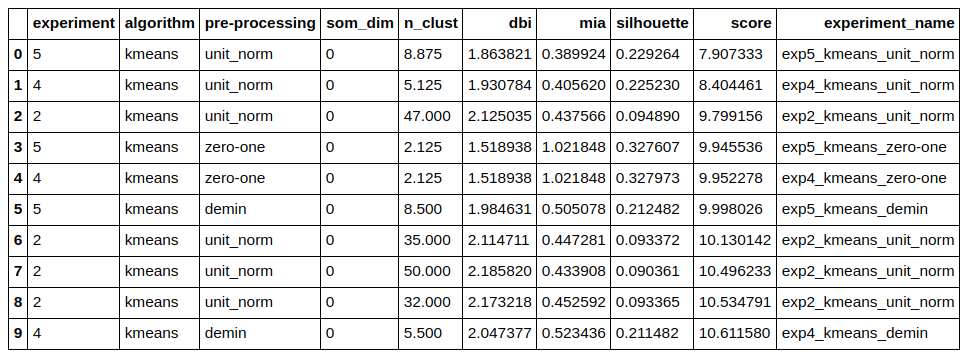 experiment algorithm pre-processing som_dim n_clust dbi mia silhouette score experiment_name
0 5 kmeans unit_norm 0 8.875 1.863821 0.389924 0.229264 7.907333 exp5_kmeans_unit_norm
1 4 kmeans unit_norm 0 5.125 1.930784 0.405620 0.225230 8.404461 exp4_kmeans_unit_norm
2 2 kmeans unit_norm 0 47.000 2.125035 0.437566 0.094890 9.799156 exp2_kmeans_unit_norm
3 5 kmeans zero-one 0 2.125 1.518938 1.021848 0.327607 9.945536 exp5_kmeans_zero-one
4 4 kmeans zero-one 0 2.125 1.518938 1.021848 0.327973 9.952278 exp4_kmeans_zero-one
5 5 kmeans demin 0 8.500 1.984631 0.505078 0.212482 9.998026 exp5_kmeans_demin
6 2 kmeans unit_norm 0 35.000 2.114711 0.447281 0.093372 10.130142 exp2_kmeans_unit_norm
7 2 kmeans unit_norm 0 50.000 2.185820 0.433908 0.090361 10.496233 exp2_kmeans_unit_norm
8 2 kmeans unit_norm 0 32.000 2.173218 0.452592 0.093365 10.534791 exp2_kmeans_unit_norm
9 4 kmeans demin 0 5.500 2.047377 0.523436 0.211482 10.611580 exp4_kmeans_demin